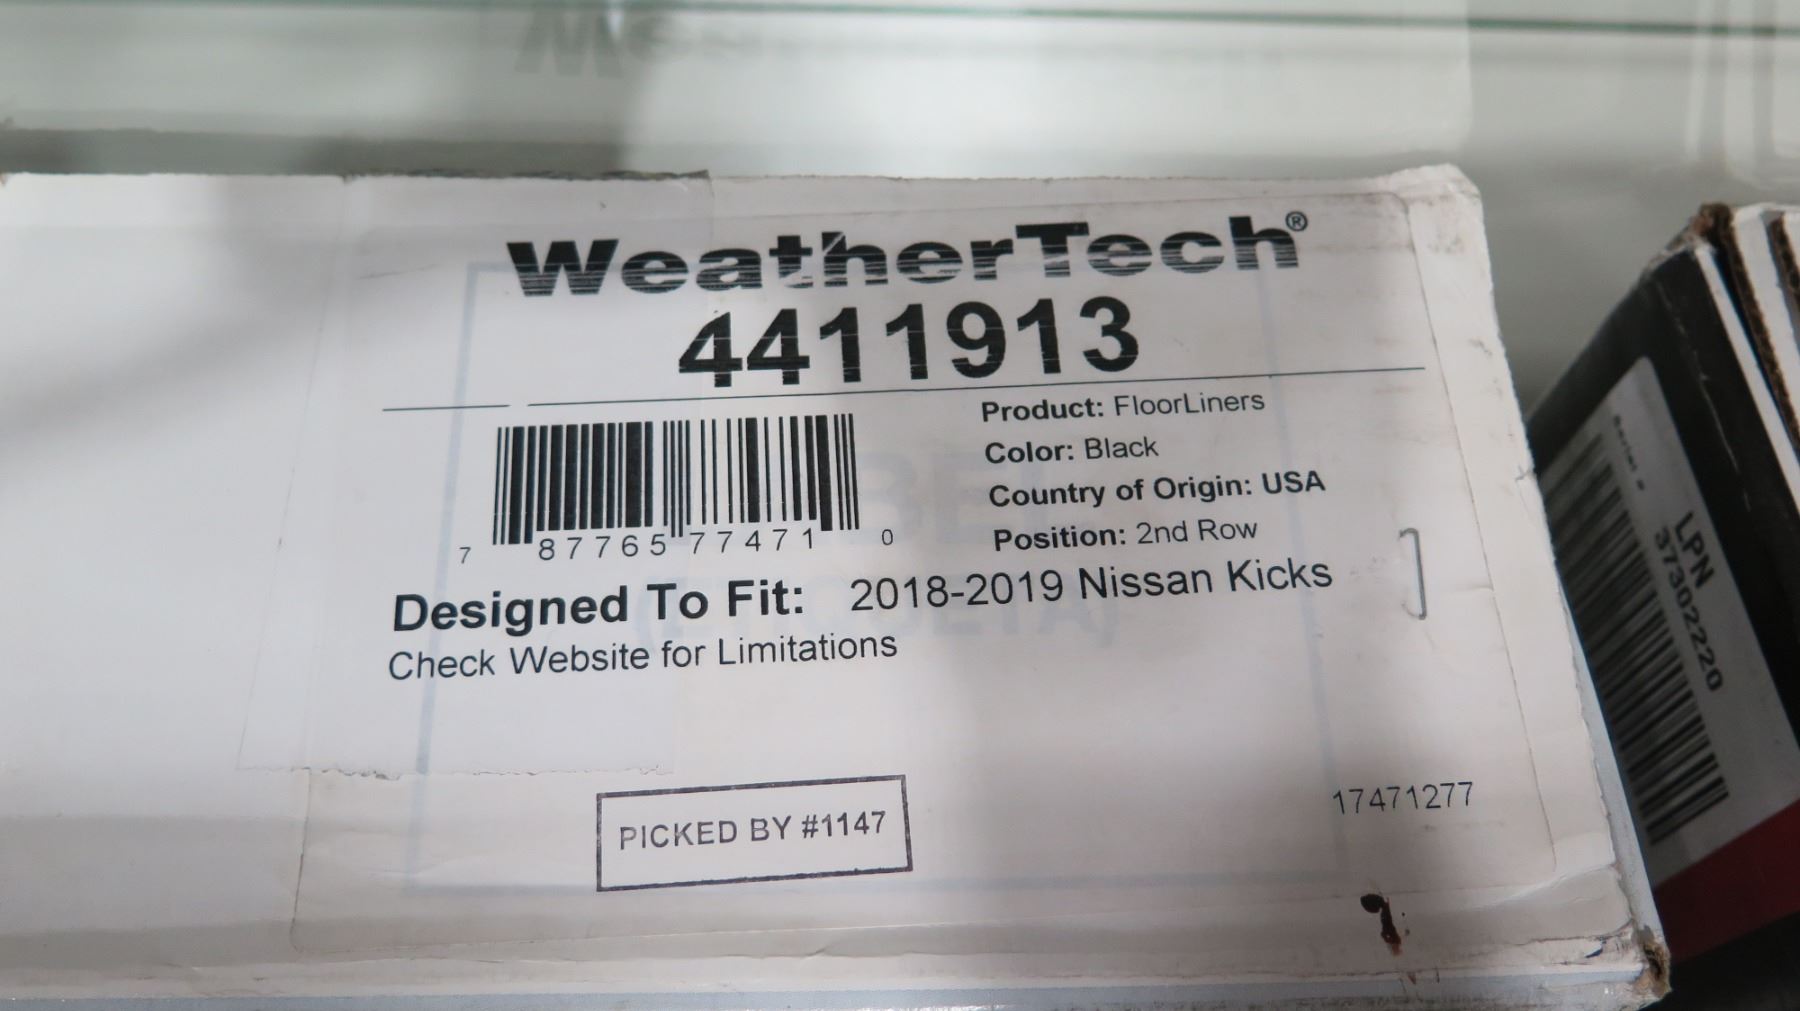 WeatherTech®
4411913
Product: FloorLiners
Color: Black
Country of Origin: USA
Position: 2nd Row
7 87765 77471 0
Designed To Fit: 2018-2019 Nissan Kicks
Check Website for Limitations
PICKED BY #1147
17471277
LPN
37302220